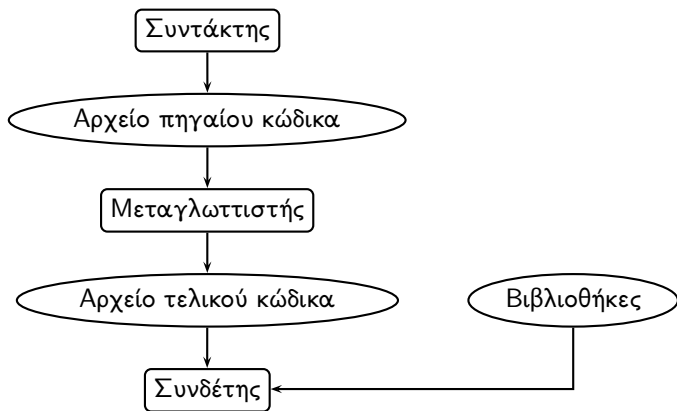 Συντάκτης
Αρχείο πηγαίου κώδικα
Μεταγλωττιστής
Αρχείο τελικού κώδικα
Βιβλιοθήκες
Συνδέτης